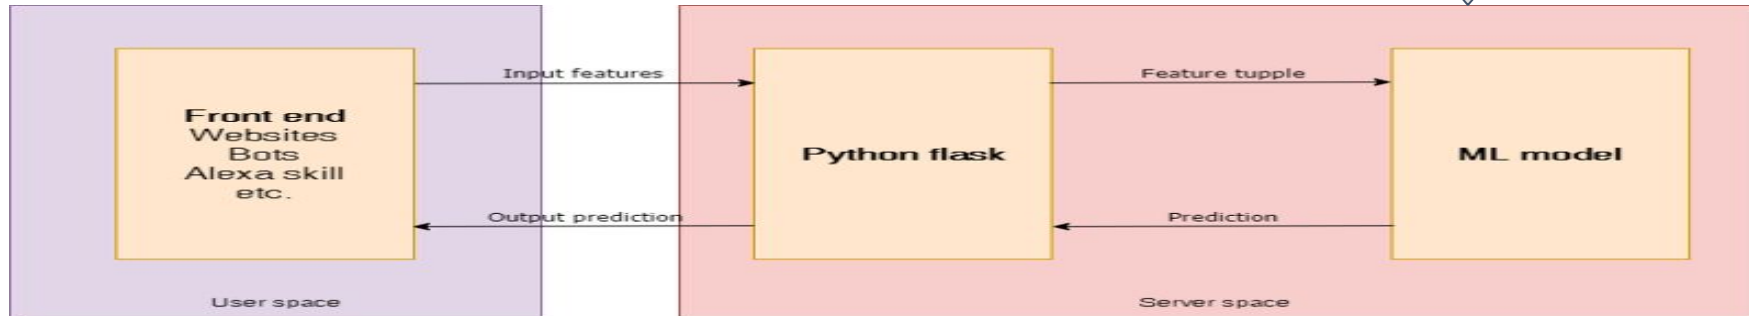 Front end
Websites
Bots
Alexa skill
etc.
Input features
Output prediction
User space
Python flask
Feature tupple
Prediction
ML model
Server space